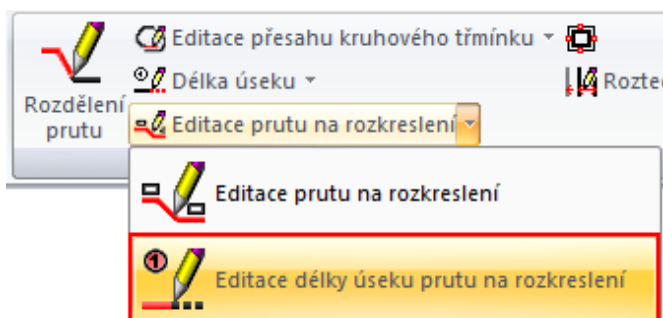 Editace přesahu kruhového třmínku
Délka úseku
Rozteč
Rozdělení
prutu
Editace prutu na rozkreslení
Editace prutu na rozkreslení
1
Editace délky úseku prutu na rozkreslení